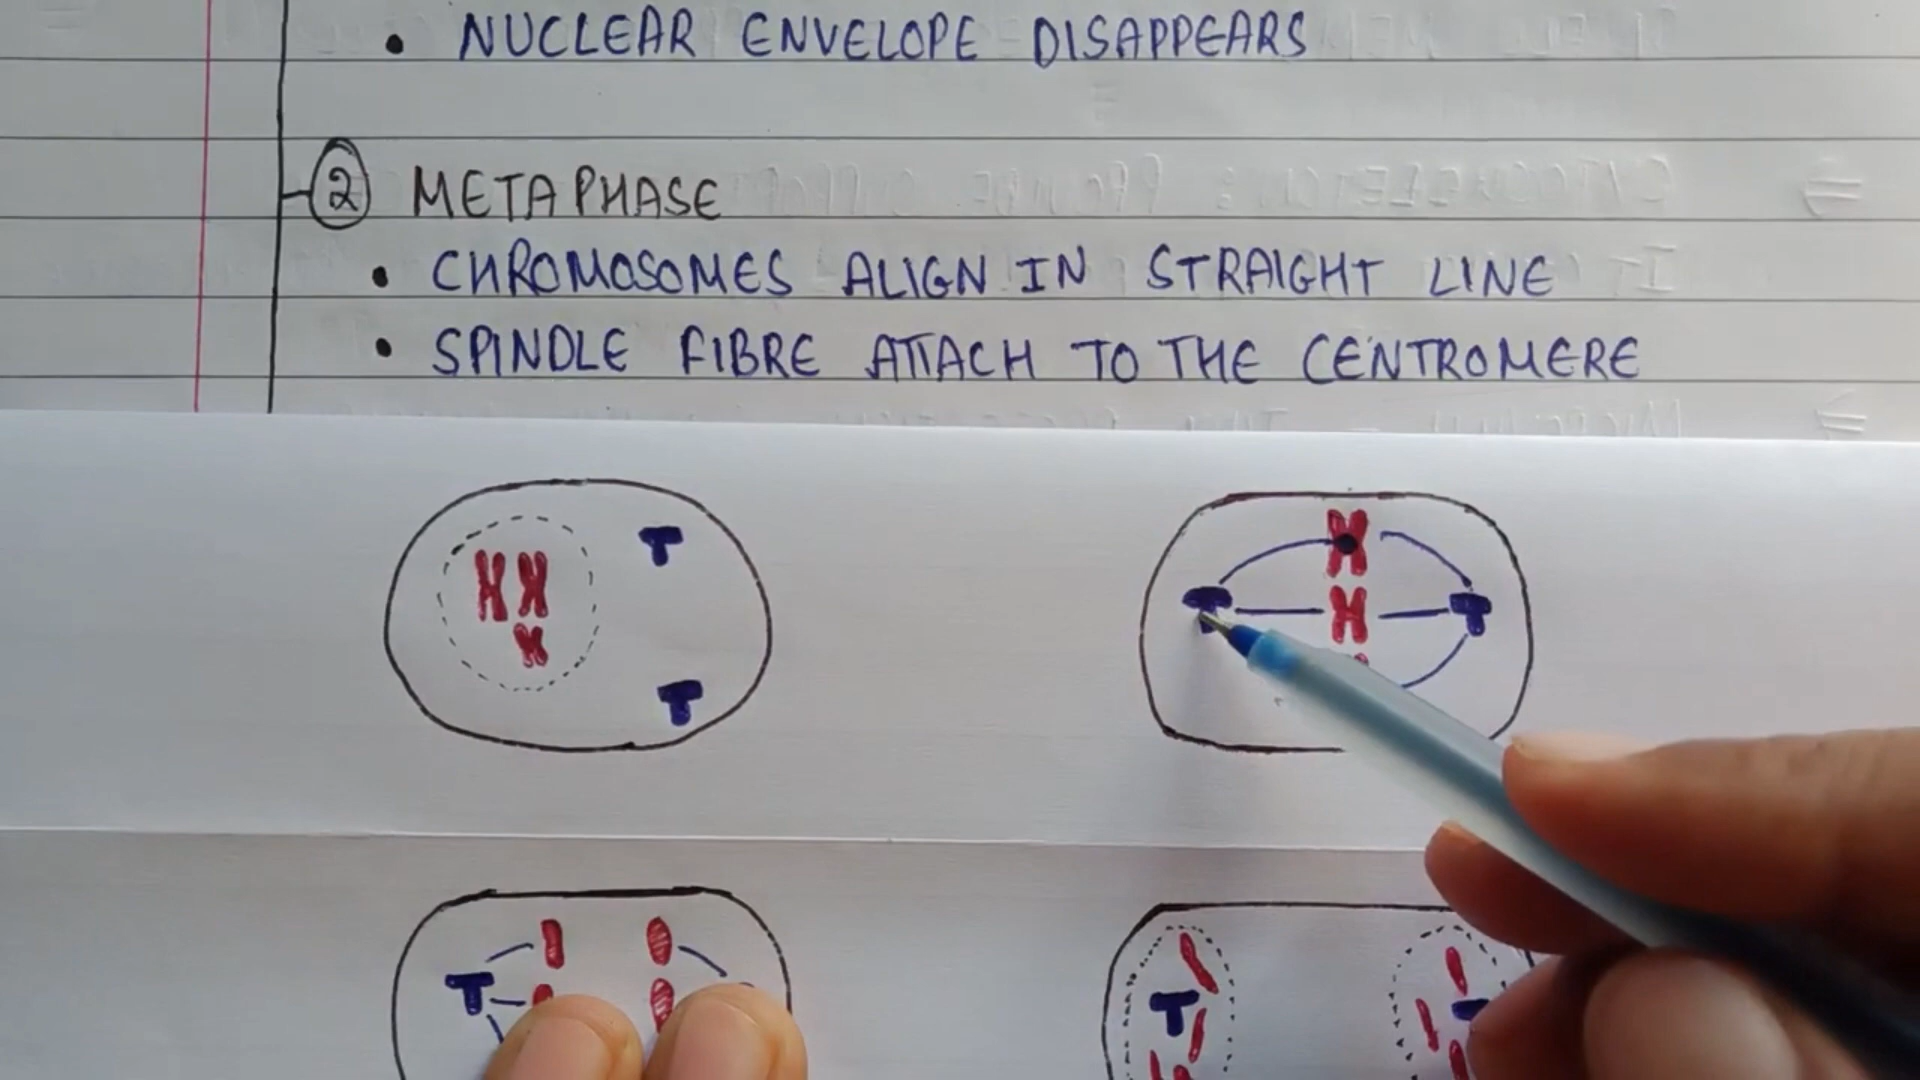 • NUCLEAR ENVELOPE DISAPPEARS
② METAPHASE
• CHROMOSOMES ALIGN IN STRAIGHT LINE
• SPINDLE FIBRE ATTACH TO THE CENTROMERE